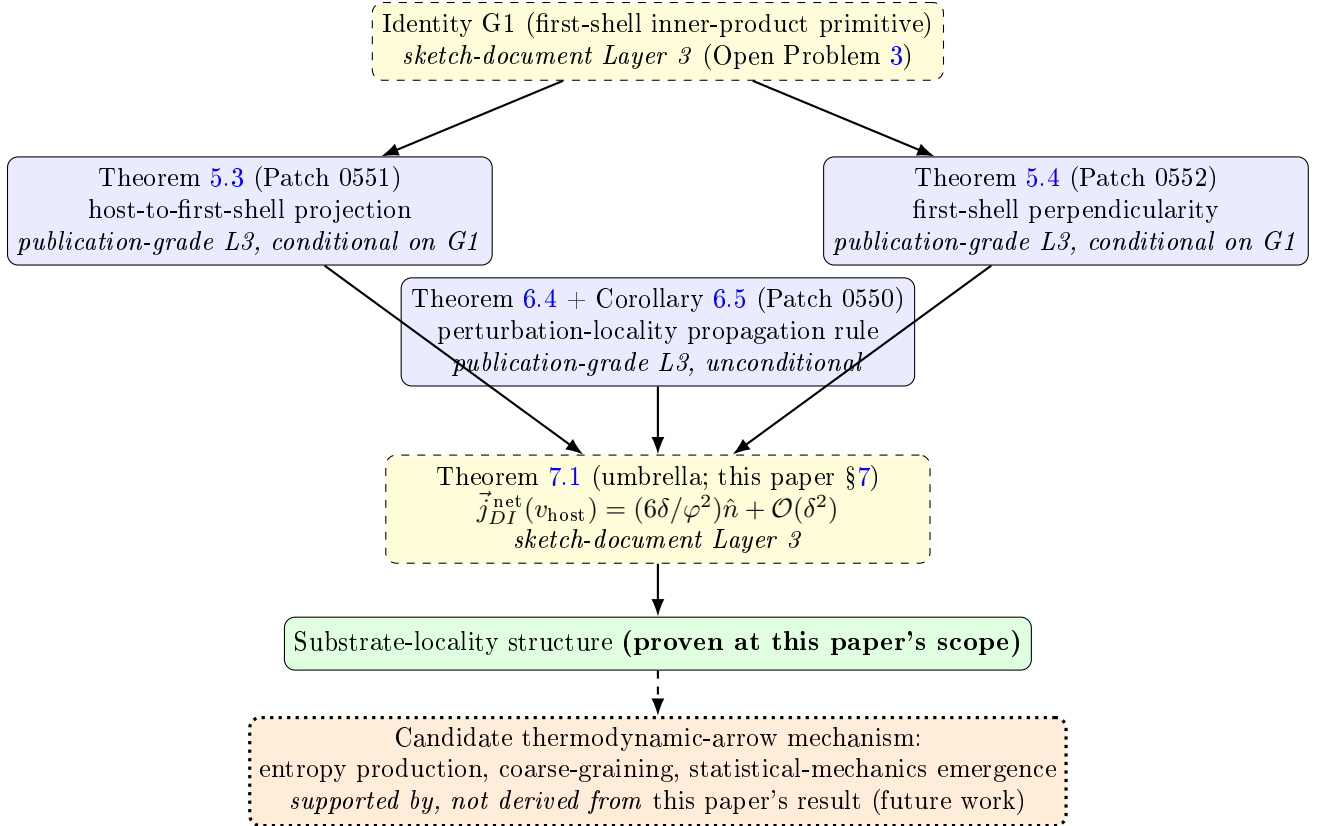 Identity G1 (first-shell inner-product primitive)
sketch-document Layer 3 (Open Problem 3)
Theorem 5.3 (Patch 0551)
host-to-first-shell projection
publication-grade L3, conditional on G1
Theorem 5.4 (Patch 0552)
first-shell perpendicularity
publication-grade L3, conditional on G1
Theorem 6.4 + Corollary 6.5 (Patch 0550)
perturbation-locality propagation rule
publication-grade L3, unconditional
Theorem 7.1 (umbrella; this paper §7)
$\vec{j}_{DI}^{\,\mathrm{net}}(v_{\mathrm{host}}) = (6\delta/\varphi^2)\hat{n} + \mathcal{O}(\delta^2)$
sketch-document Layer 3
Substrate-locality structure (proven at this paper's scope)
Candidate thermodynamic-arrow mechanism:
entropy production, coarse-graining, statistical-mechanics emergence
supported by, not derived from this paper's result (future work)